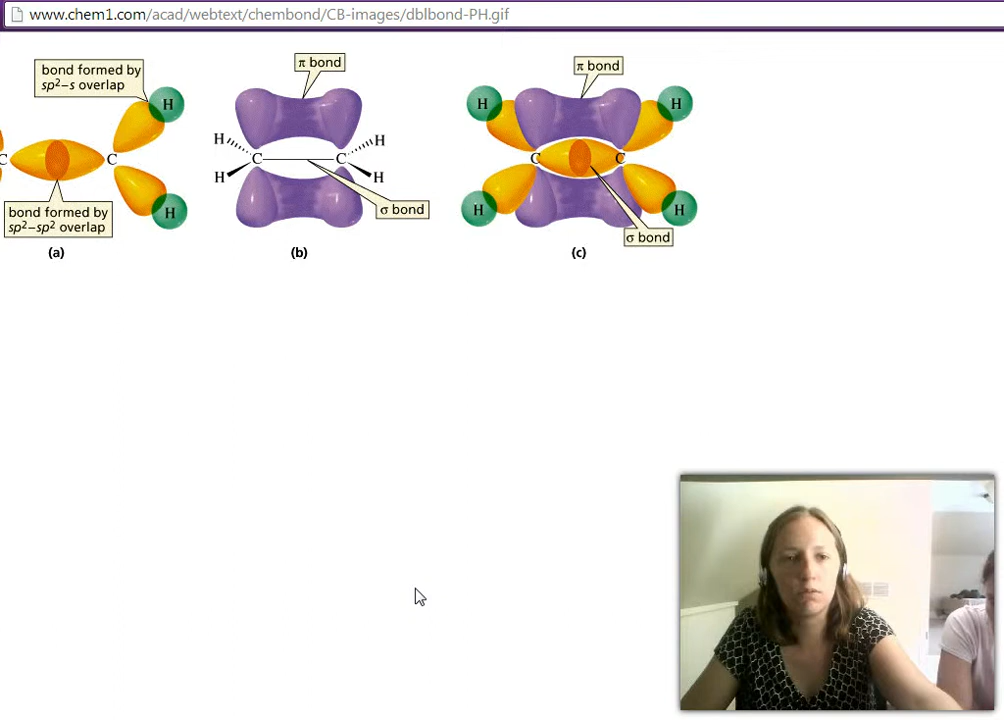 www.chem1.com/acad/webtext/chembond/CB-images/dblbond-PH.gif
bond formed by
sp²–s overlap
H
C
C
H
bond formed by
sp²–sp² overlap
(a)
π bond
H
H
C
C
H
H
σ bond
(b)
π bond
H
H
C
C
H
H
σ bond
(c)